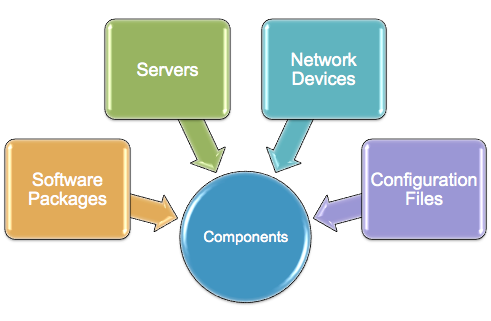 Servers
Network
Devices
Software
Packages
Configuration
Files
Components